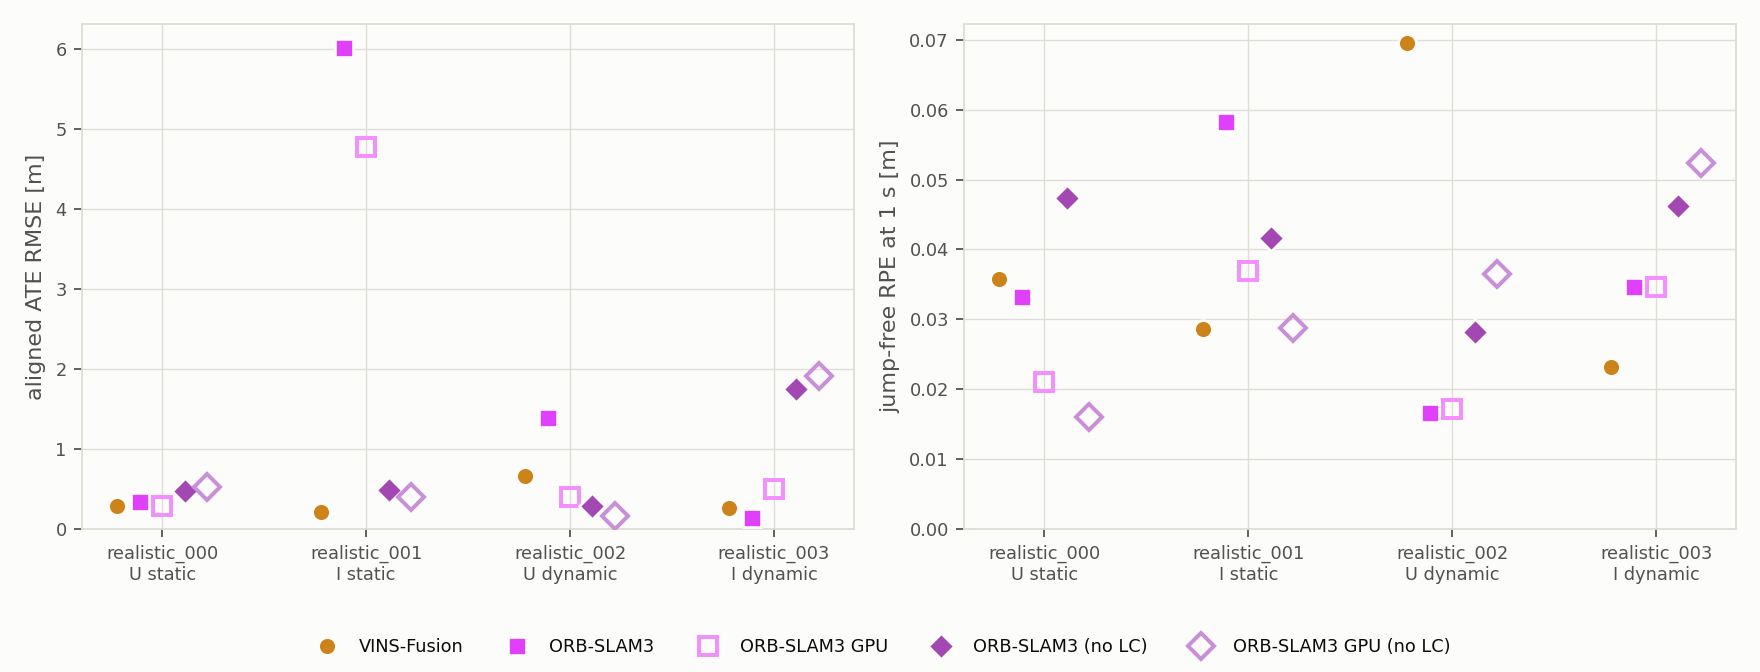 aligned ATE RMSE [m]
6
5
4
3
2
1
0
realistic_000
U static
realistic_001
I static
realistic_002
U dynamic
realistic_003
I dynamic
jump-free RPE at 1 s [m]
0.07
0.06
0.05
0.04
0.03
0.02
0.01
0.00
realistic_000
U static
realistic_001
I static
realistic_002
U dynamic
realistic_003
I dynamic
VINS-Fusion
ORB-SLAM3
ORB-SLAM3 GPU
ORB-SLAM3 (no LC)
ORB-SLAM3 GPU (no LC)